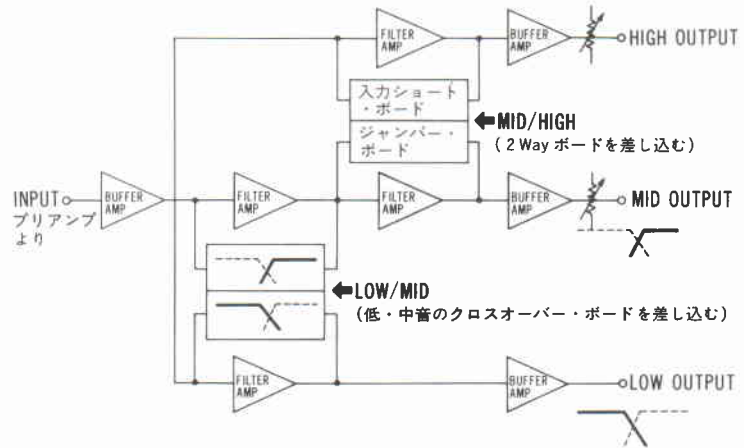 FILTER
AMP
BUFFER
AMP
HIGH OUTPUT
入力ショート
・ボード
ジャンパー・
ボード
MID/HIGH
(2 Way ボードを差し込む)
INPUT
プリアンプ
より
BUFFER
AMP
FILTER
AMP
FILTER
AMP
BUFFER
AMP
MID OUTPUT
LOW/MID
(低・中音のクロスオーバー・ボードを差し込む)
FILTER
AMP
BUFFER
AMP
LOW OUTPUT